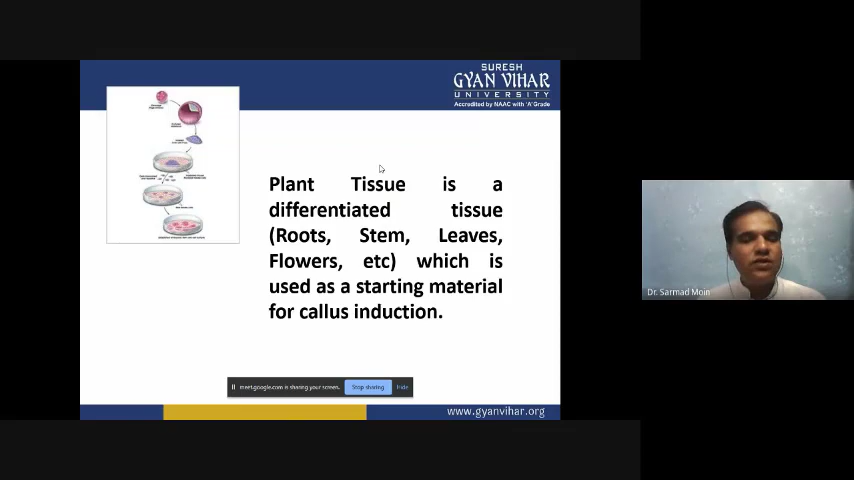 SURESH
GYAN VIHAR
UNIVERSITY
Accredited by NAAC with 'A' Grade
Plant Tissue is a
differentiated tissue
(Roots, Stem, Leaves,
Flowers, etc) which is
used as a starting material
for callus induction.
Dr. Sarmad Moin
meet.google.com is sharing your screen.
Stop sharing
Hide
www.gyanvihar.org